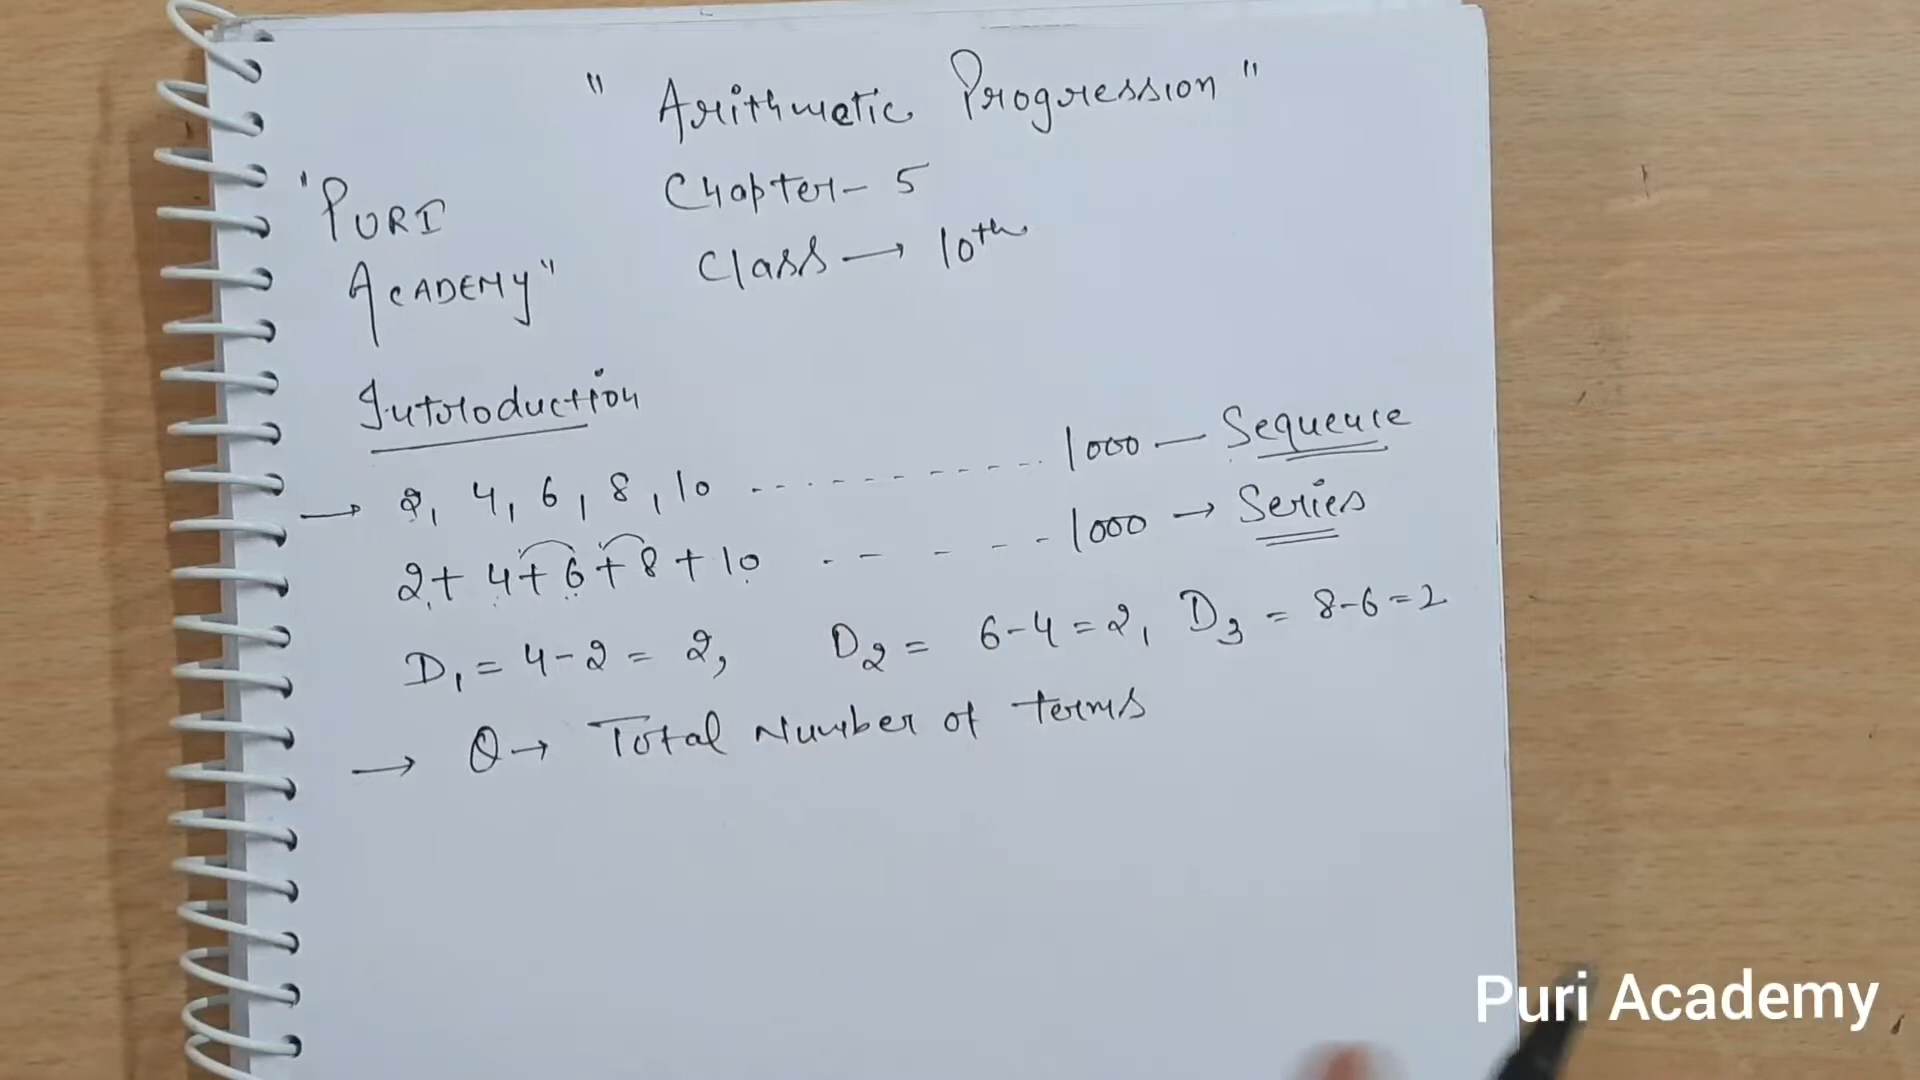 " Arithmetic Progression "
Chapter - 5
Class → 10th
"PURI
ACADEMY"
Introduction
→ 2, 4, 6, 8, 10 ............ 1000 — Sequence
2 + 4 + 6 + 8 + 10 . - - - - . 1000 → Series
D1 = 4 - 2 = 2, D2 = 6 - 4 = 2, D3 = 8 - 6 = 2
→ Q → Total Number of terms
Puri Academy